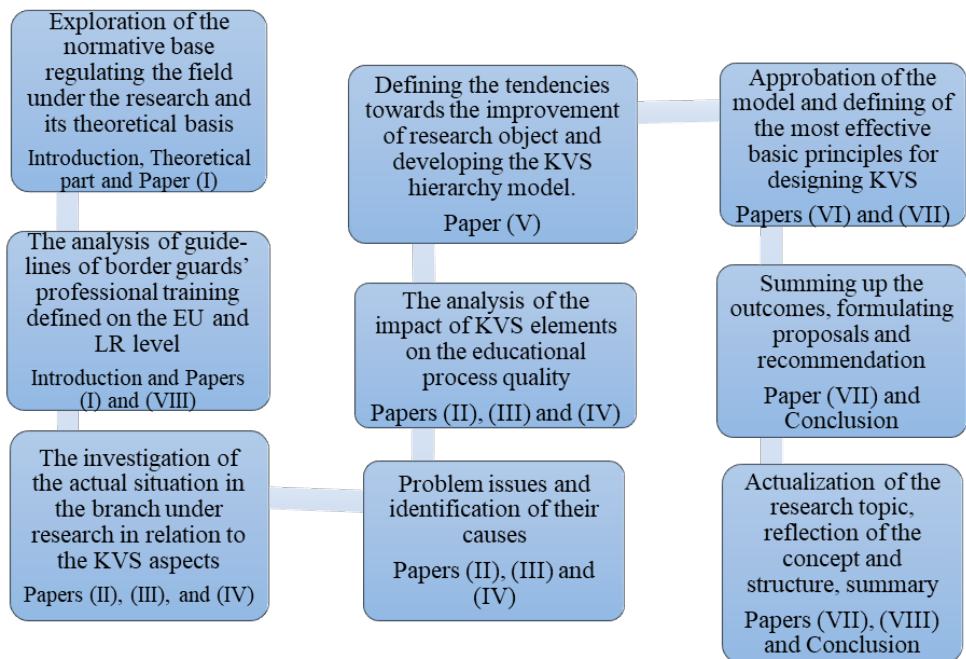 Exploration of the
normative base
regulating the field
under the research and
its theoretical basis
Introduction, Theoretical
part and Paper (I)
The analysis of guide-
lines of border guards’
professional training
defined on the EU and
LR level
Introduction and Papers
(I) and (VIII)
The investigation of
the actual situation in
the branch under
research in relation to
the KVS aspects
Papers (II), (III), and (IV)
Problem issues and
identification of their
causes
Papers (II), (III) and
(IV)
The analysis of the
impact of KVS elements
on the educational
process quality
Papers (II), (III) and (IV)
Defining the tendencies
towards the improvement
of research object and
developing the KVS
hierarchy model.
Paper (V)
Approbation of the
model and defining of
the most effective
basic principles for
designing KVS
Papers (VI) and (VII)
Summing up the
outcomes, formulating
proposals and
recommendation
Paper (VII) and
Conclusion
Actualization of the
research topic,
reflection of the
concept and
structure, summary
Papers (VII), (VIII)
and Conclusion